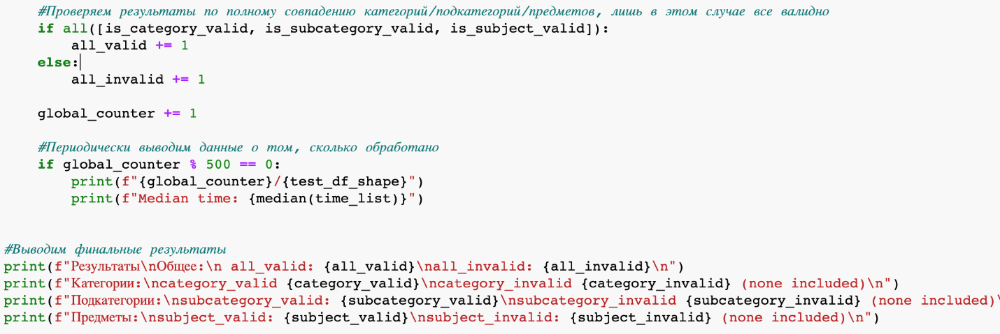 #Проверяем результаты по полному совпадению категорий/подкатегорий/предметов, лишь в этом случае все валидно
if all([is_category_valid, is_subcategory_valid, is_subject_valid]):
all_valid += 1
else:
all_invalid += 1
global_counter += 1
#Периодически выводим данные о том, сколько обработано
if global_counter % 500 == 0:
print(f"{global_counter}/{test_df_shape}")
print(f"Median time: {median(time_list)}")
#Выводим финальные результаты
print(f"Результаты\nОбщее:\n all_valid: {all_valid}\nall_invalid: {all_invalid}\n")
print(f"Категории:\ncategory_valid {category_valid}\ncategory_invalid {category_invalid} (none included)\n")
print(f"Подкатегории:\nsubcategory_valid: {subcategory_valid}\nsubcategory_invalid {subcategory_invalid} (none included)\
print(f"Предметы:\nsubject_valid: {subject_valid}\nsubject_invalid: {subject_invalid} (none included)\n")